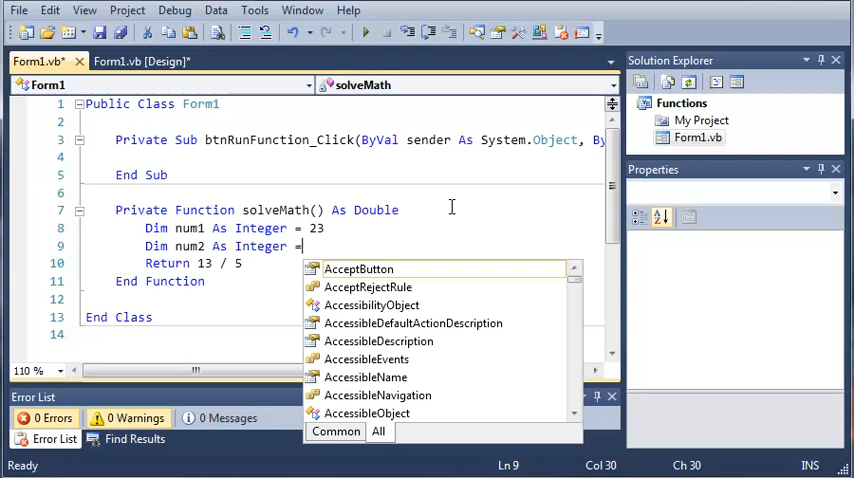 File Edit View Project Debug Data Tools Window Help
Form1.vb* Form1.vb [Design]*
Form1 solveMath
1 Public Class Form1
2
3 Private Sub btnRunFunction_Click(ByVal sender As System.Object, By
4
5 End Sub
6
7 Private Function solveMath() As Double
8 Dim num1 As Integer = 23
9 Dim num2 As Integer =
10 Return 13 / 5
11 End Function
12
13 End Class
14
AcceptButton
AcceptRejectRule
AccessibilityObject
AccessibleDefaultActionDescription
AccessibleDescription
AccessibleEvents
AccessibleName
AccessibleNavigation
AccessibleObject
Common All
110 %
Error List
0 Errors 0 Warnings 0 Messages
Error List Find Results
Ready Ln 9 Col 30 Ch 30 INS
Solution Explorer
Functions
My Project
Form1.vb
Properties